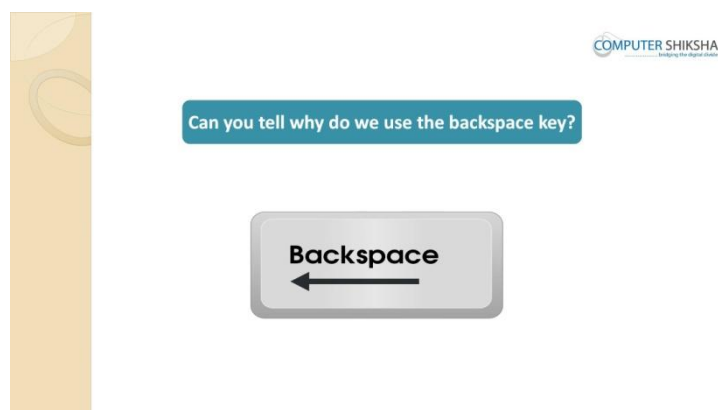 COMPUTER SHIKSHA
bridging the digital divide
Can you tell why do we use the backspace key?
Backspace